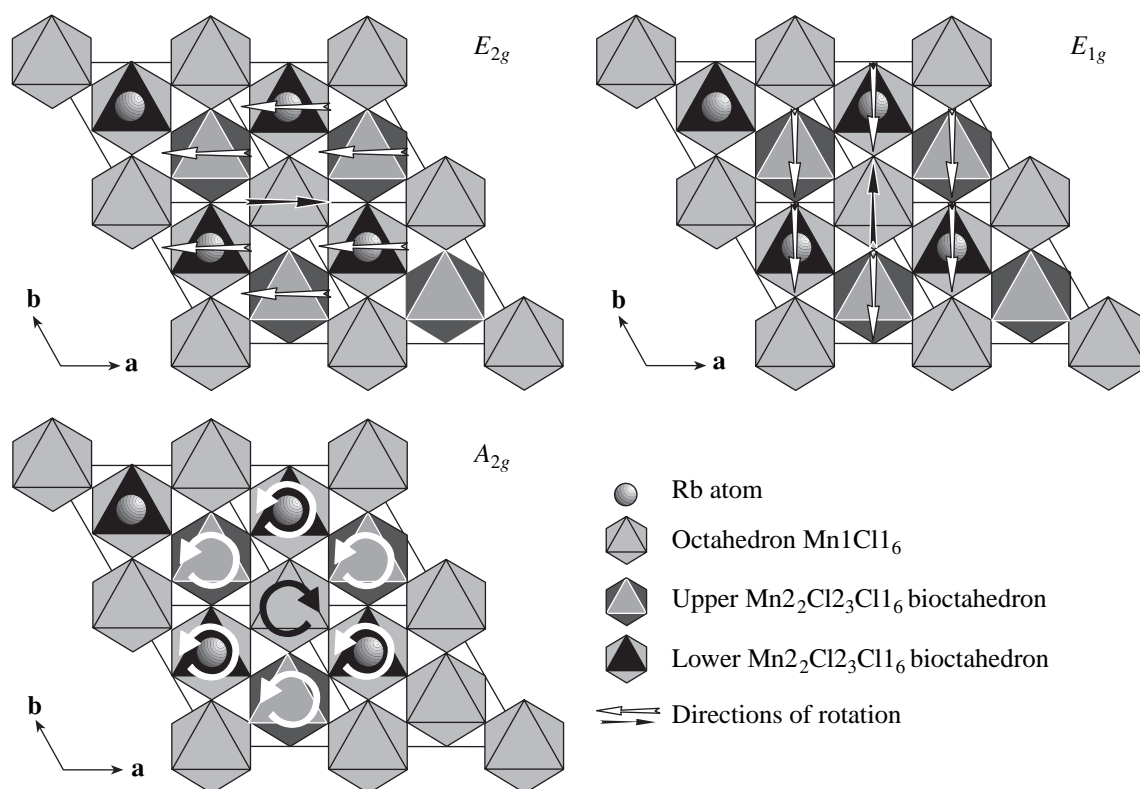 E₂g
b
a
E₁g
b
a
A₂g
b
a
Rb atom
Octahedron Mn1Cl1₆
Upper Mn2₂Cl2₃Cl1₆ bioctahedron
Lower Mn2₂Cl2₃Cl1₆ bioctahedron
Directions of rotation